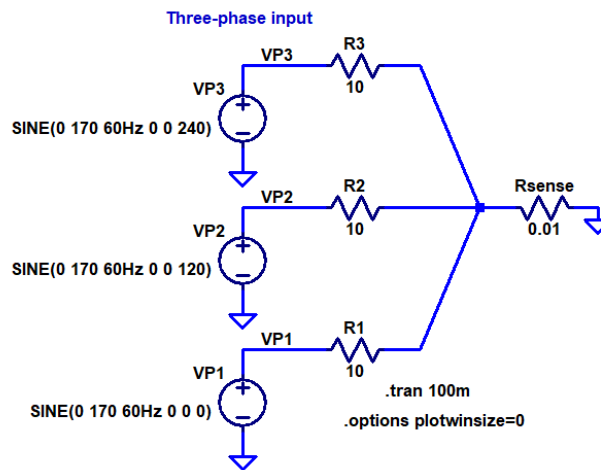 Three-phase input
VP3
R3
VP3
10
SINE(0 170 60Hz 0 0 240)
VP2
R2
Rsense
VP2
10
0.01
SINE(0 170 60Hz 0 0 120)
VP1
R1
VP1
10
.tran 100m
SINE(0 170 60Hz 0 0 0)
.options plotwinsize=0